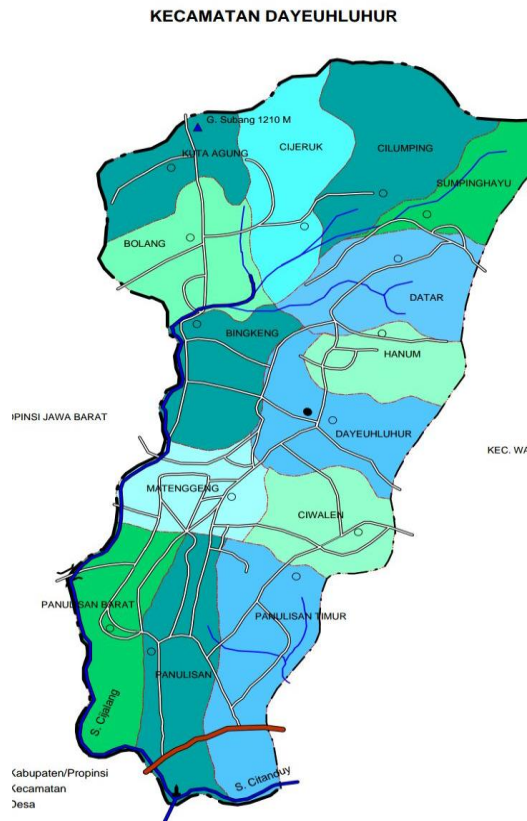 KECAMATAN DAYEUHLUHUR
G. Subang 1210 M
KUTA AGUNG
CIJERUK
CILUMPING
SUMPINGHAYU
BOLANG
DATAR
BINGKENG
HANUM
OPINSI JAWA BARAT
DAYEUHLUHUR
KEC. WA
MATENGGENG
CIWALEN
PANULISAN BARAT
PANULISAN TIMUR
PANULISAN
S. Cijalang
S. Citanduy
Kabupaten/Propinsi
Kecamatan
Desa